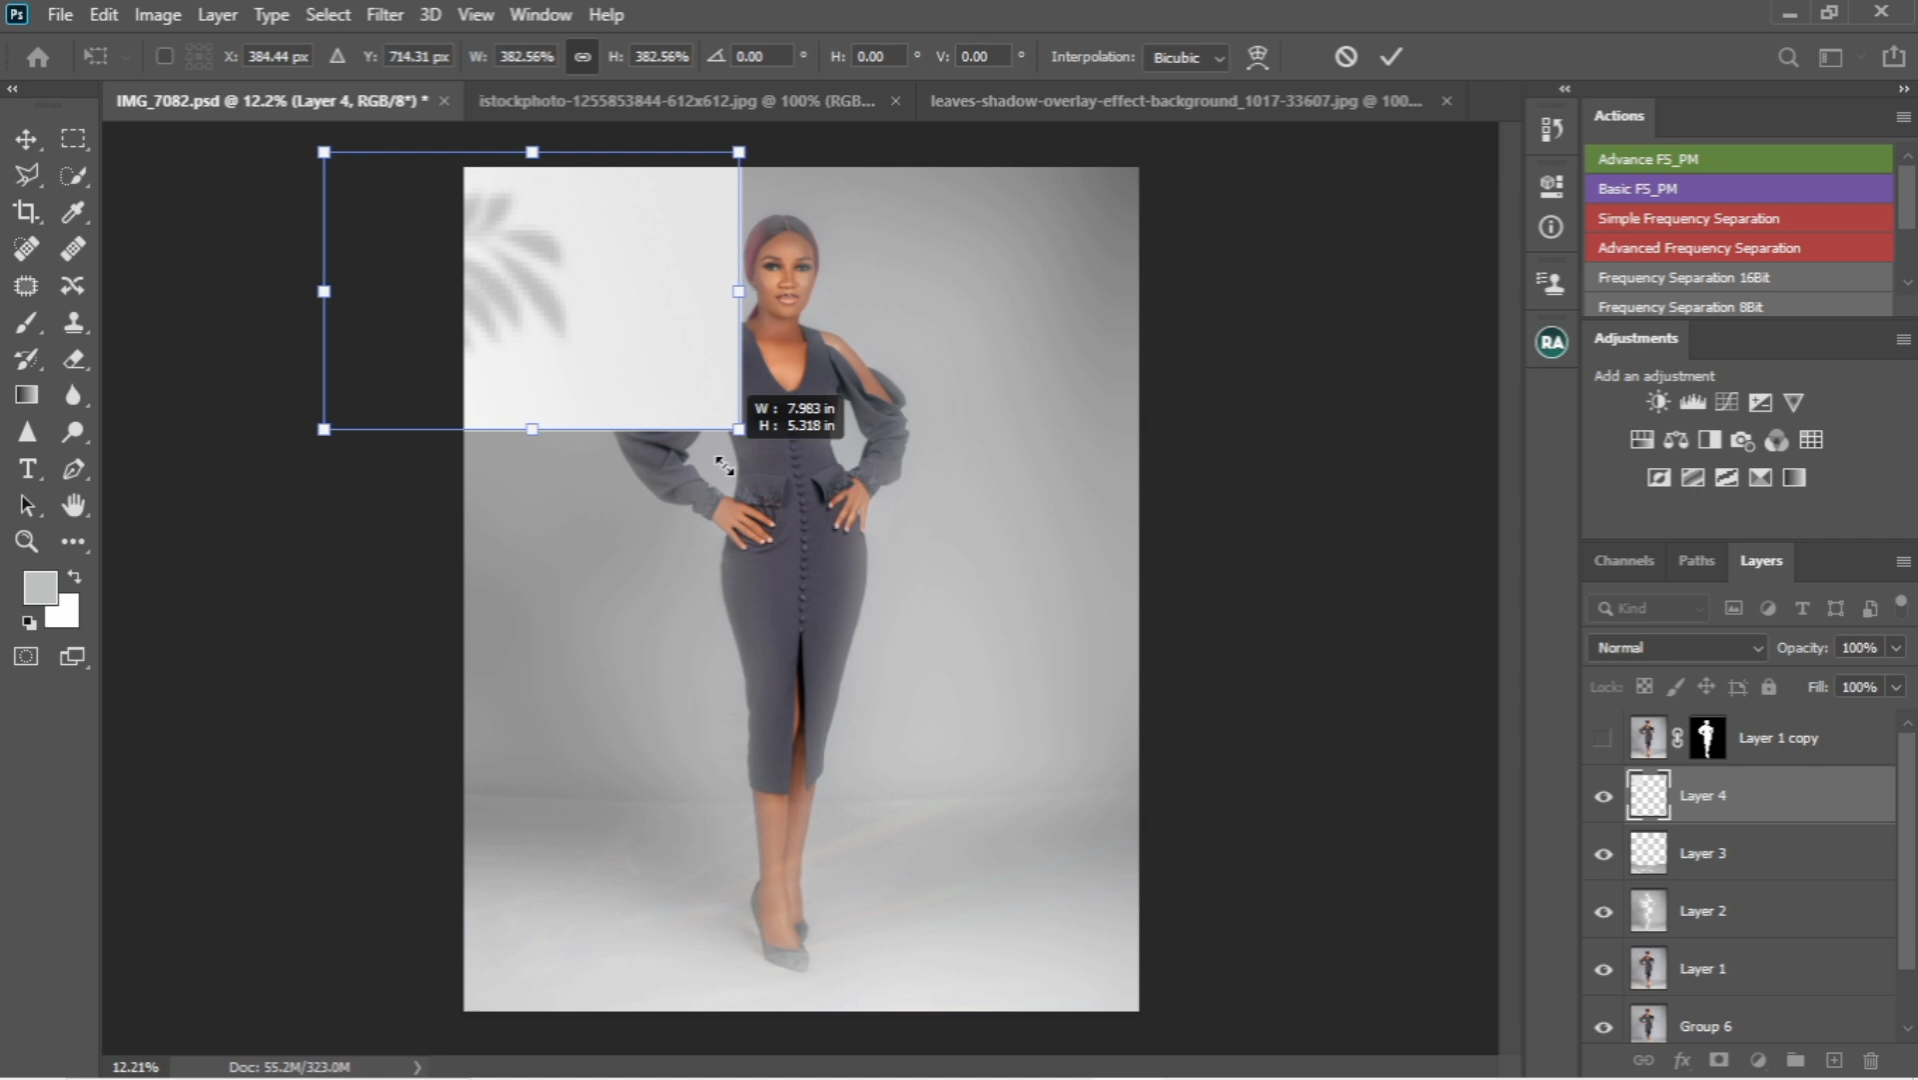 Ps File Edit Image Layer Type Select Filter 3D View Window Help
X: 384.44 px Y: 714.31 px W: 382.56% H: 382.56% 0.00 ° H: 0.00 ° V: 0.00 ° Interpolation: Bicubic
IMG_7082.psd @ 12.2% (Layer 4, RGB/8*) * × istockphoto-1255853844-612x612.jpg @ 100% (RGB... × leaves-shadow-overlay-effect-background_1017-33607.jpg @ 100... ×
Actions
Advance FS_PM
Basic FS_PM
Simple Frequency Separation
Advanced Frequency Separation
Frequency Separation 16Bit
Frequency Separation 8Bit
RA
Adjustments
Add an adjustment
W : 7.983 in
H : 5.318 in
Channels Paths Layers
Kind
Normal Opacity: 100%
Lock: Fill: 100%
Layer 1 copy
Layer 4
Layer 3
Layer 2
Layer 1
Group 6
fx
12.21% Doc: 55.2M/323.0M